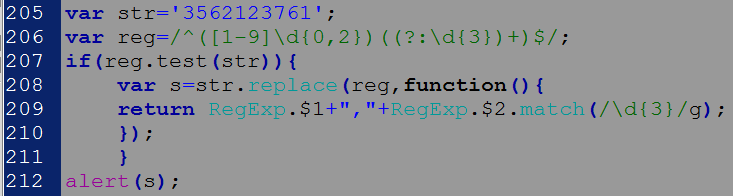 205 var str='3562123761';
206 var reg=/^([1-9]\d{0,2})((?:\d{3})+)$/;
207 if(reg.test(str)){
208     var s=str.replace(reg,function(){
209     return RegExp.$1+","+RegExp.$2.match(/\d{3}/g);
210     });
211     }
212 alert(s);